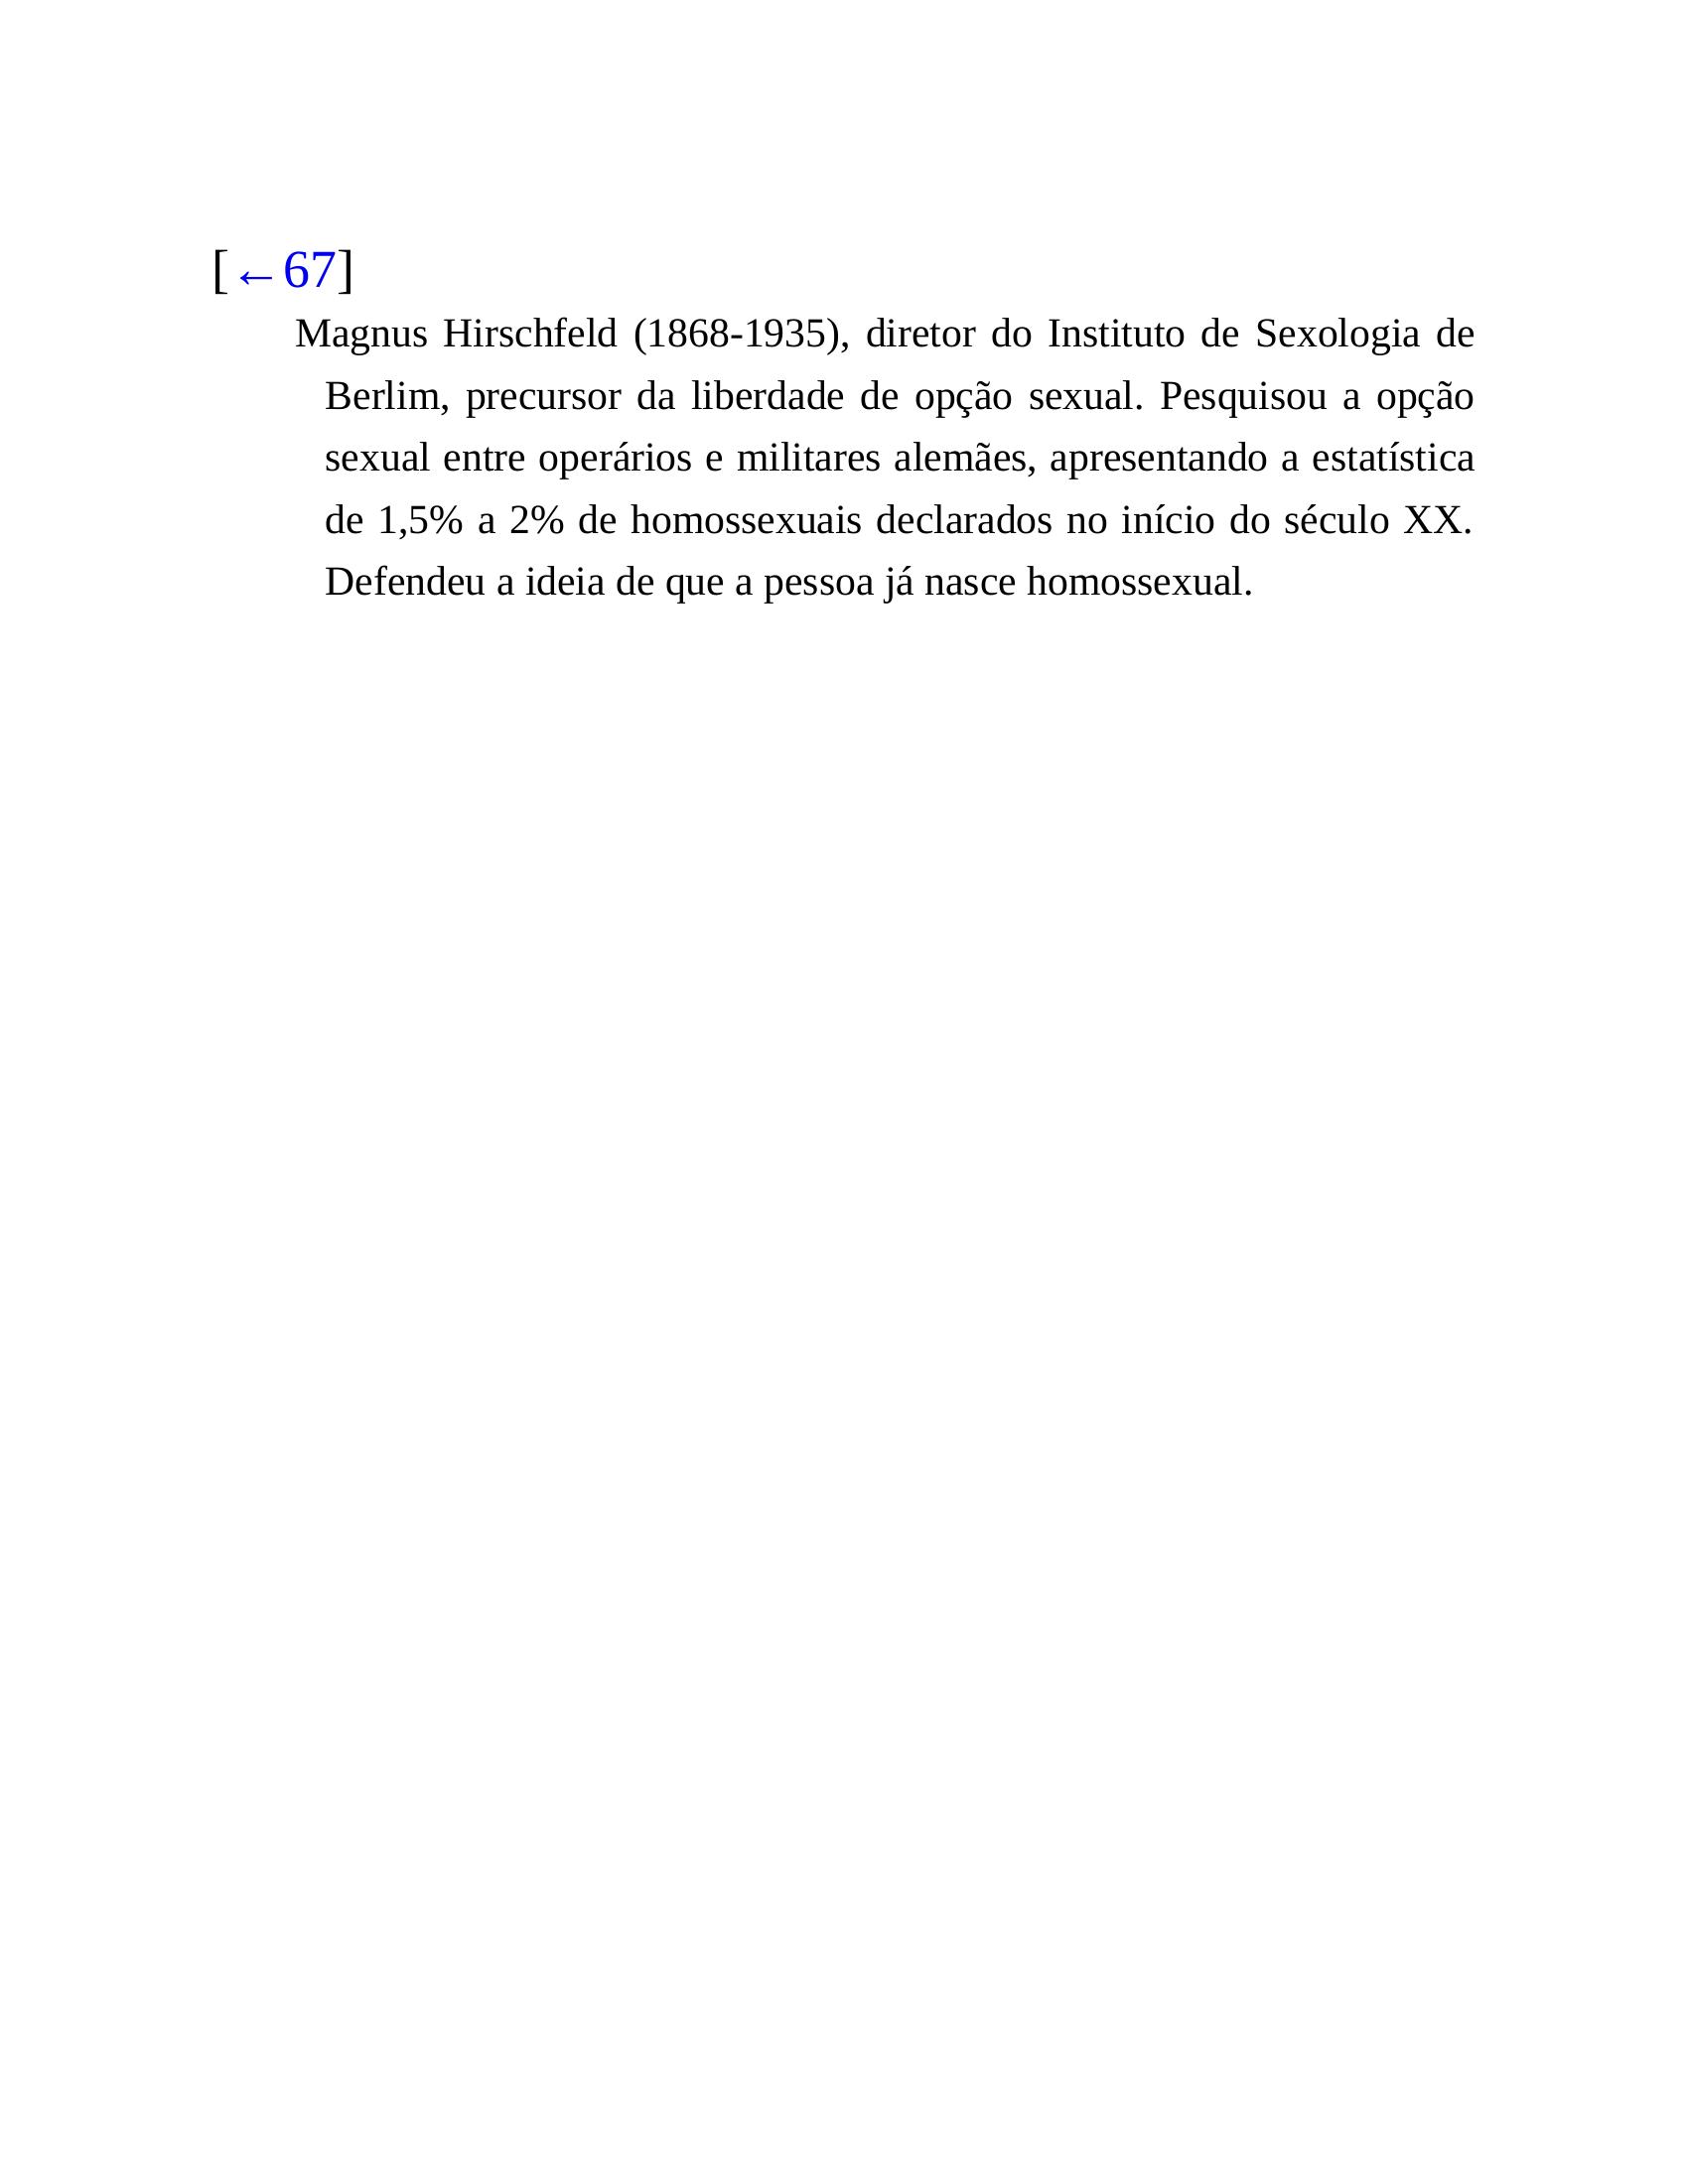 [←67]
Magnus Hirschfeld (1868-1935), diretor do Instituto de Sexologia de
Berlim, precursor da liberdade de opção sexual. Pesquisou a opção
sexual entre operários e militares alemães, apresentando a estatística
de 1,5% a 2% de homossexuais declarados no início do século XX.
Defendeu a ideia de que a pessoa já nasce homossexual.